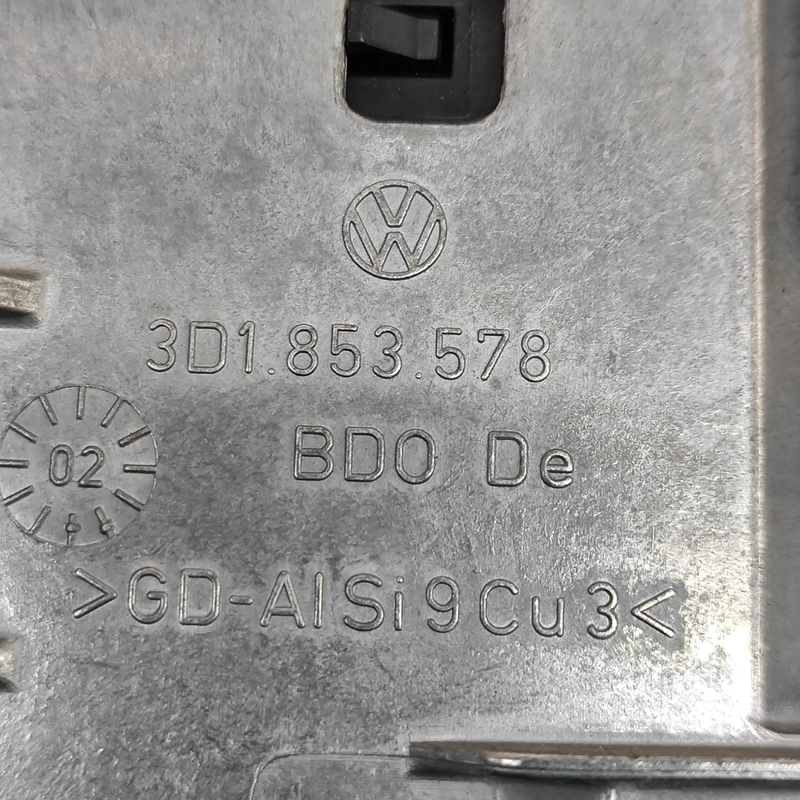 3D1.853.578
02
BDO De
>GD-AlSi9Cu3<